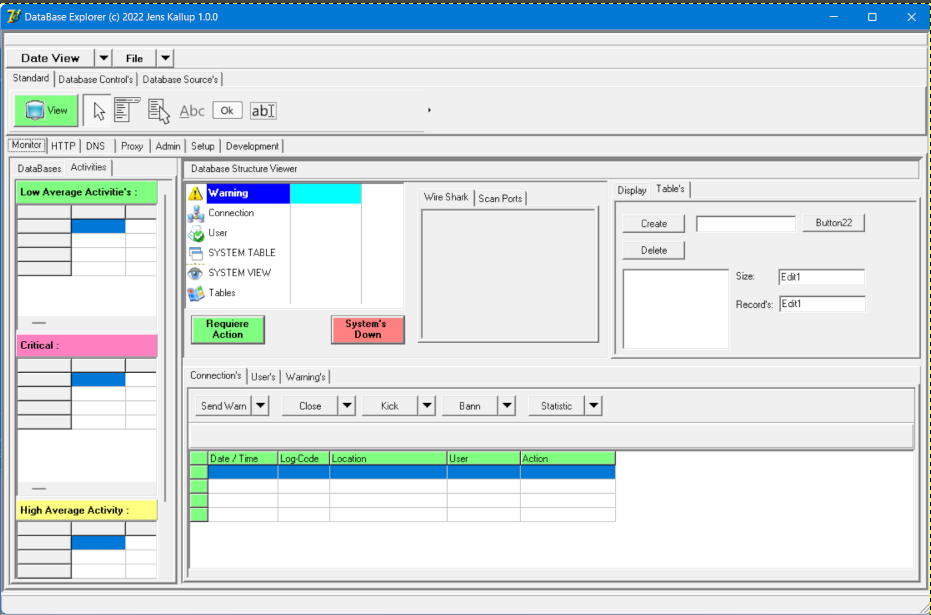 DataBase Explorer (c) 2022 Jens Kallup 1.0.0
Date View File
Standard Database Control's Database Source's
View Abc Ok ab
Monitor HTTP DNS Proxy Admin Setup Development
DataBases Activities
Low Average Activitie's :
Critical :
High Average Activity :
Database Structure Viewer
Warning
Connection
User
SYSTEM TABLE
SYSTEM VIEW
Tables
Requiere
Action
System's
Down
Wire Shark Scan Ports
Display Table's
Create Button22
Delete
Size: Edit1
Record's: Edit1
Connection's User's Warning's
Send Warn Close Kick Bann Statistic
Date / Time Log-Code Location User Action